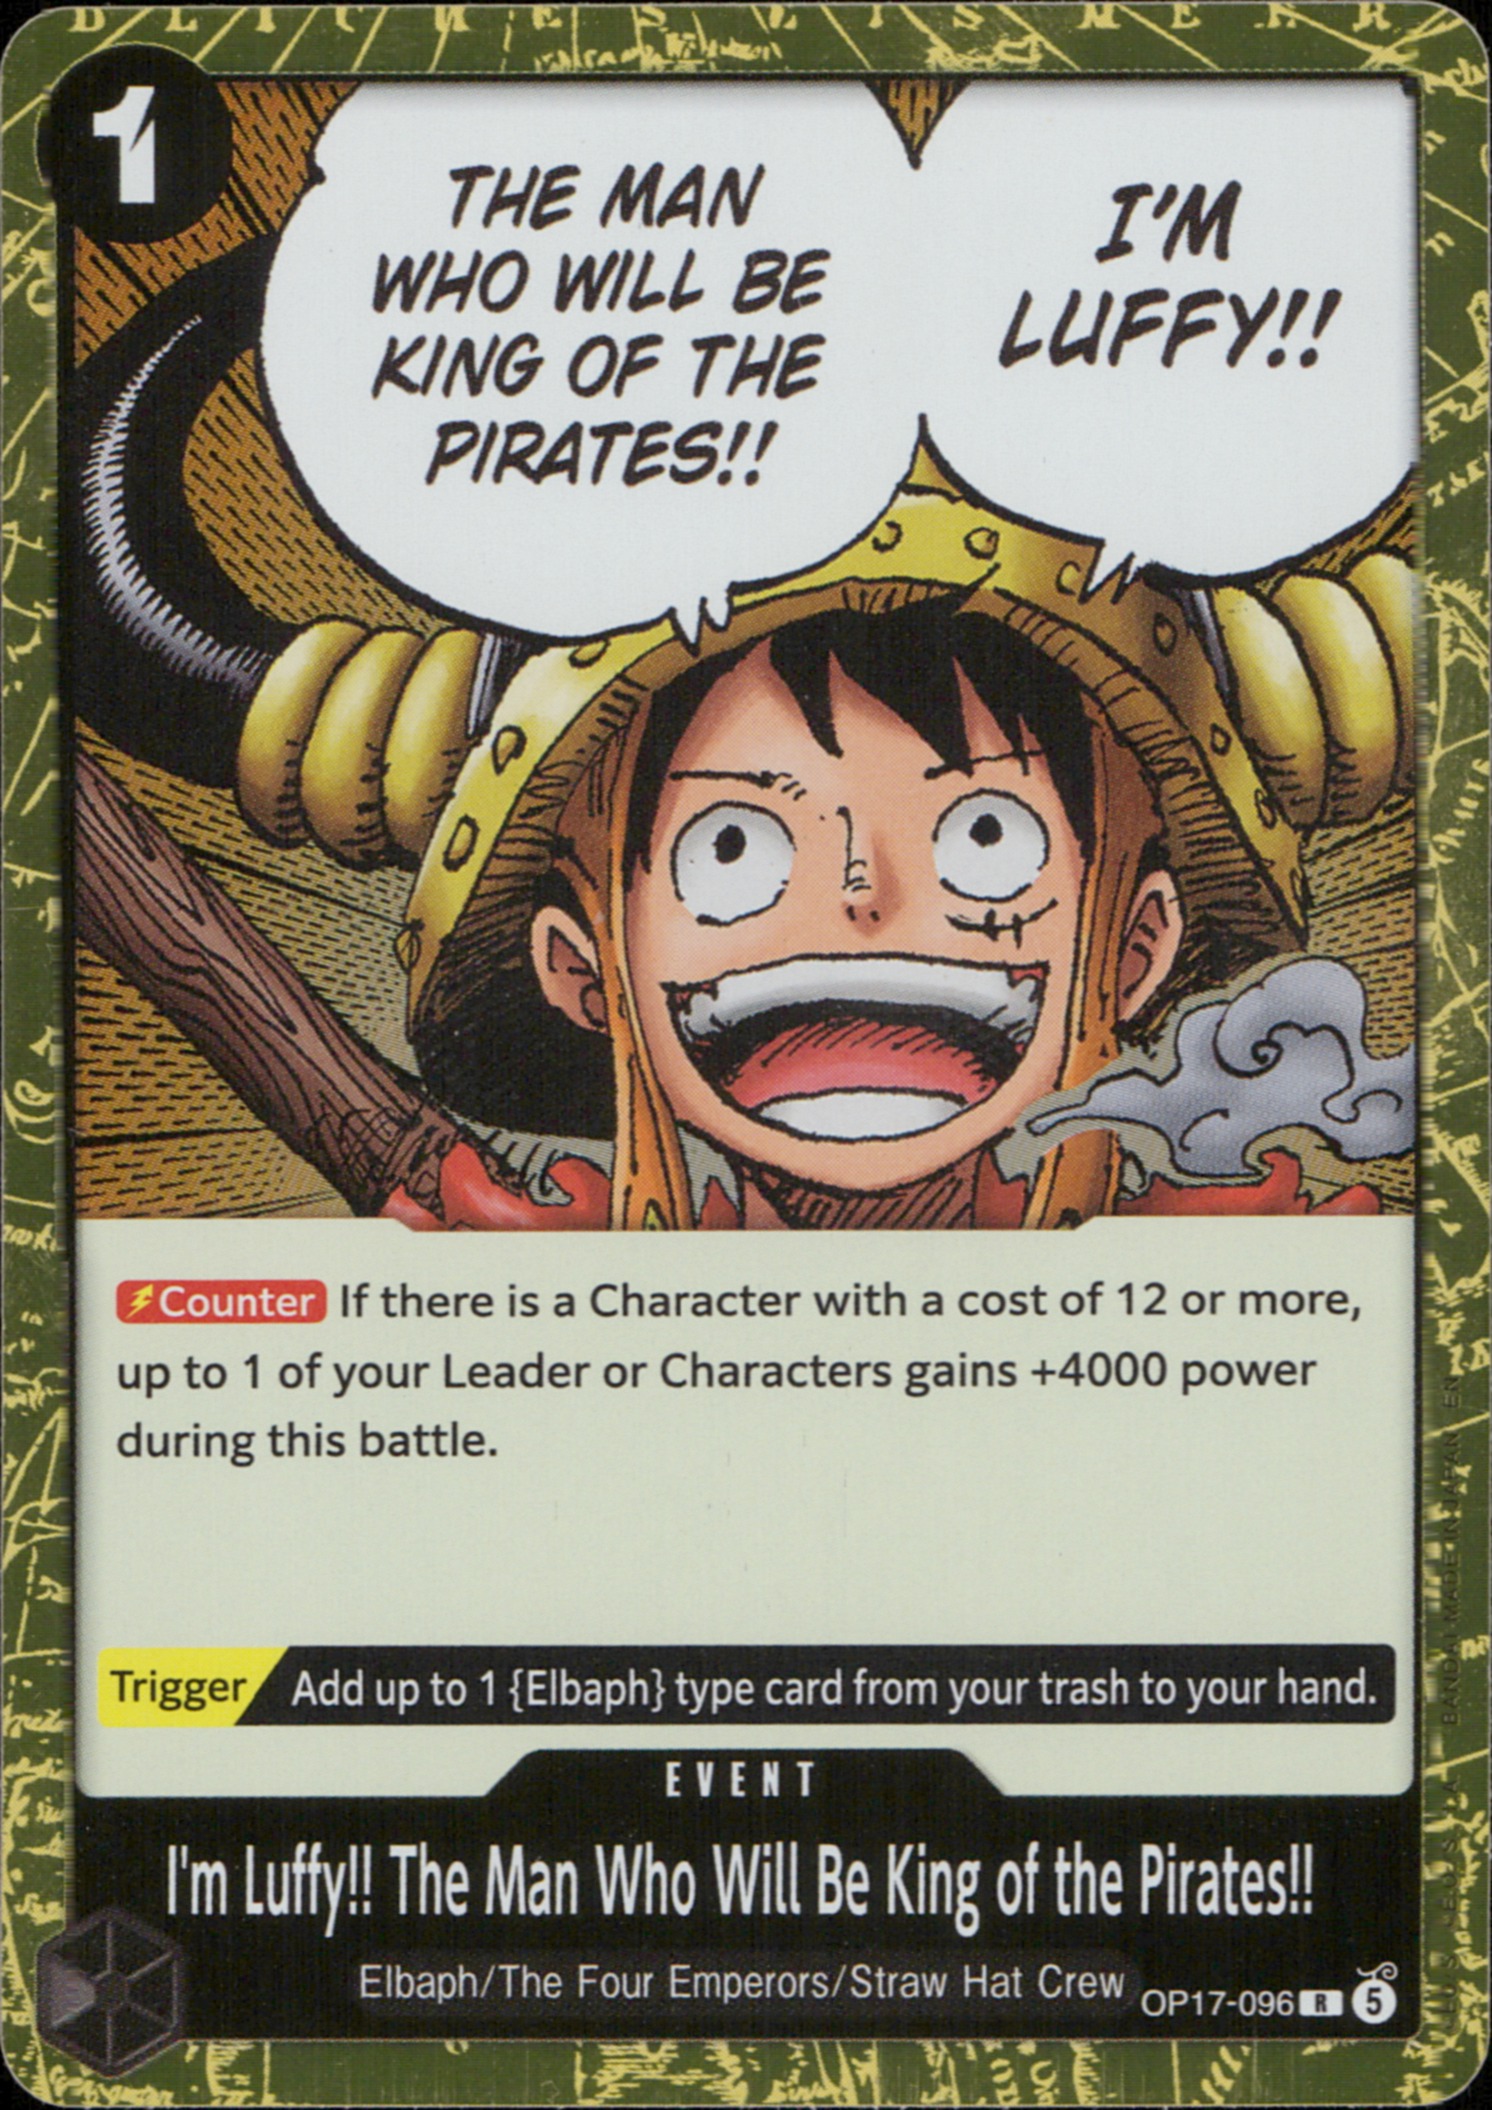 1
THE MAN
WHO WILL BE
KING OF THE
PIRATES!!
I'M
LUFFY!!
Counter If there is a Character with a cost of 12 or more,
up to 1 of your Leader or Characters gains +4000 power
during this battle.
Trigger Add up to 1 {Elbaph} type card from your trash to your hand.
EVENT
I'm Luffy!! The Man Who Will Be King of the Pirates!!
Elbaph/The Four Emperors/Straw Hat Crew
OP17-096 R 5